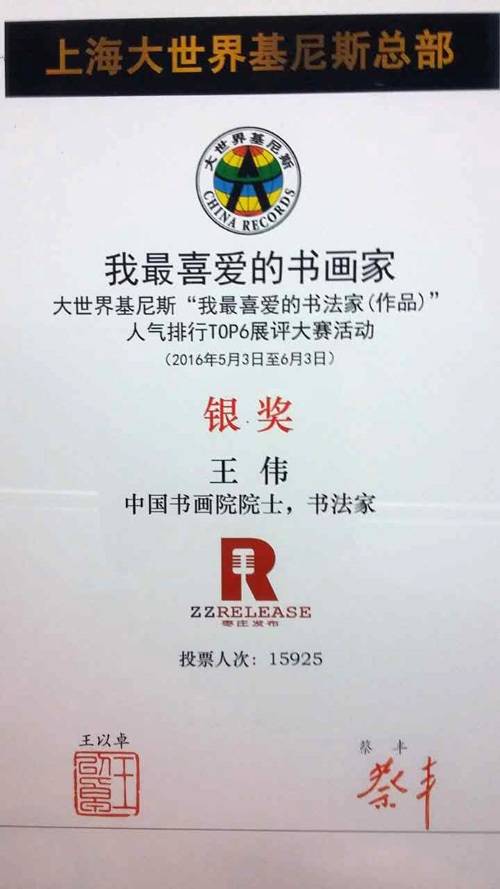 上海大世界基尼斯总部
大世界基尼斯
CHINA RECORDS
我最喜爱的书画家
大世界基尼斯“我最喜爱的书法家(作品)”
人气排行TOP6展评大赛活动
(2016年5月3日至6月3日)
银奖
王伟
中国书画院院士，书法家
R
ZZRELEASE
枣庄发布
投票人次：15925
王以卓
蔡丰
蔡丰